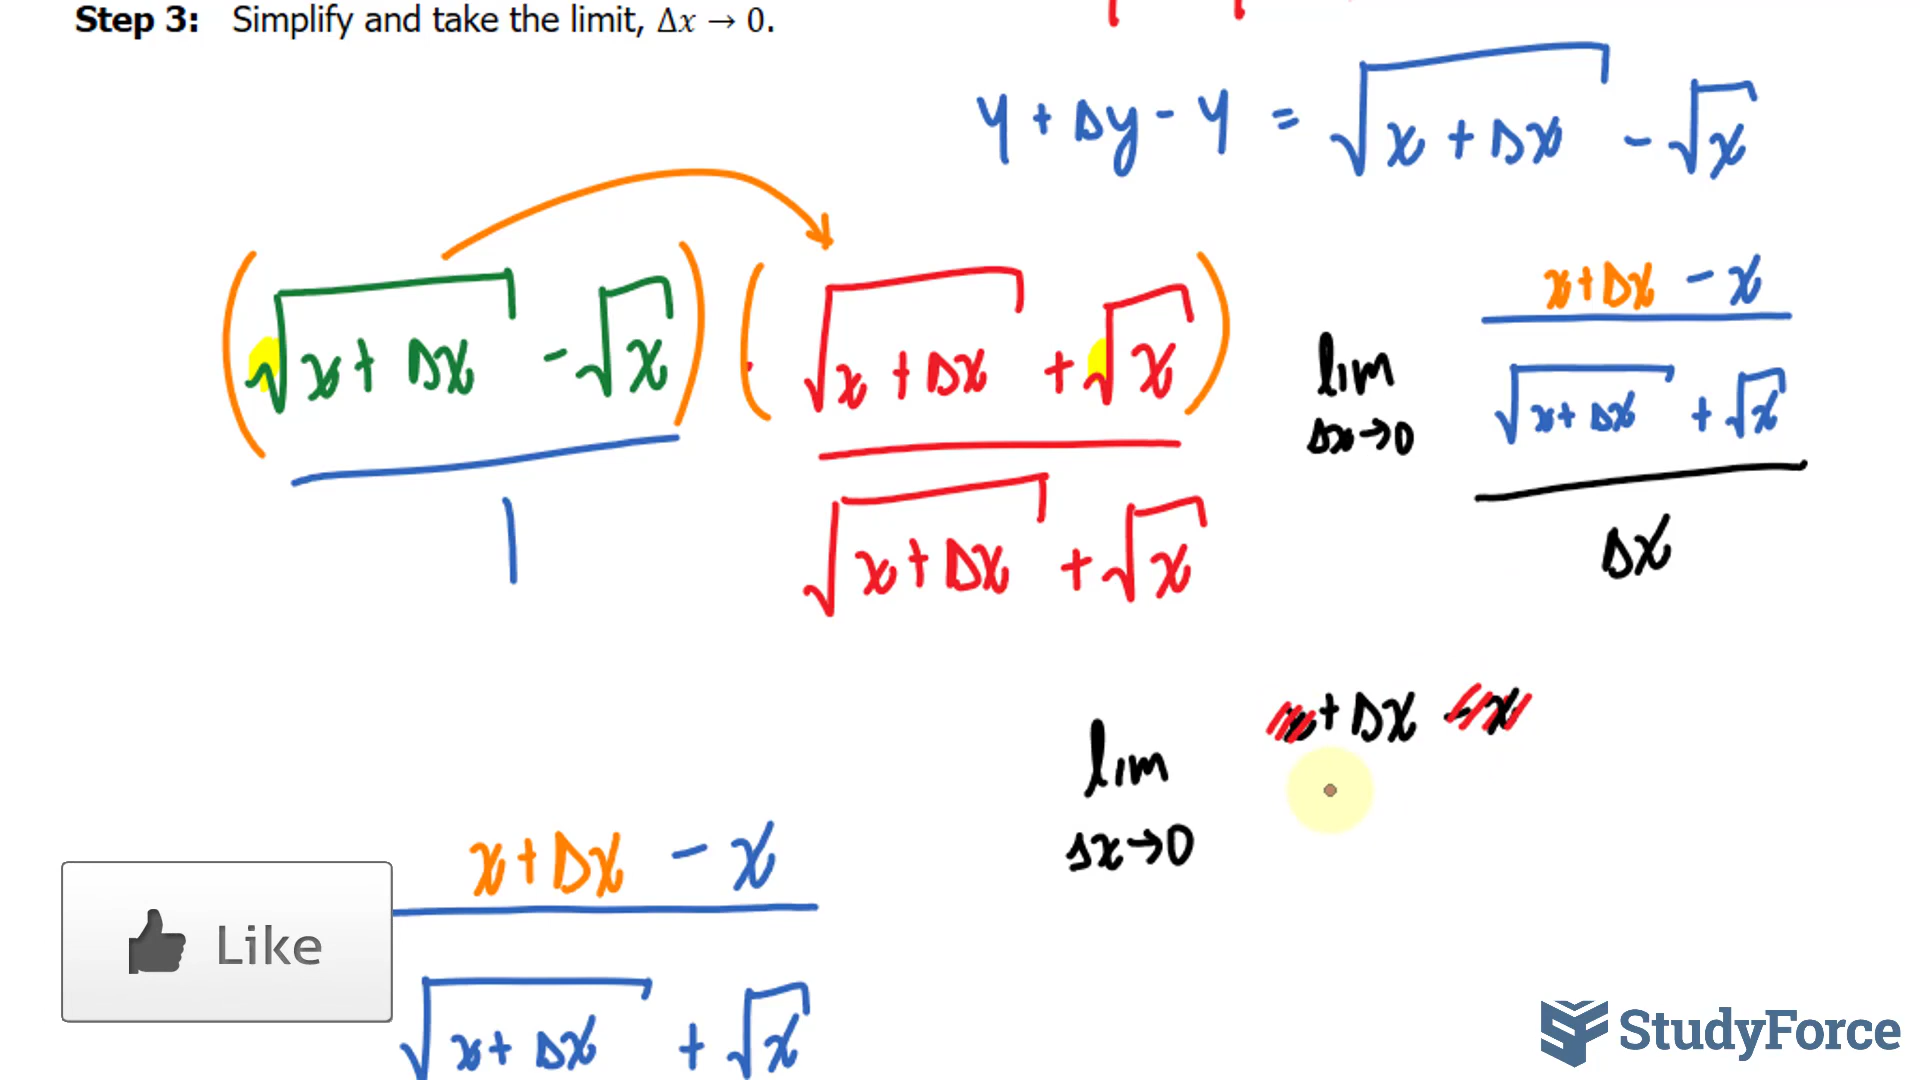 Step 3: Simplify and take the limit, Δx → 0.
y + Δy - y = √(x + Δx) - √x
(√(x + Δx) - √x) · (√(x + Δx) + √x)
1
√(x + Δx) + √x
lim
Δx→0
x + Δx - x
√(x + Δx) + √x
Δx
lim
Δx→0
x + Δx - x
x + Δx - x
√(x + Δx) + √x
Like
StudyForce